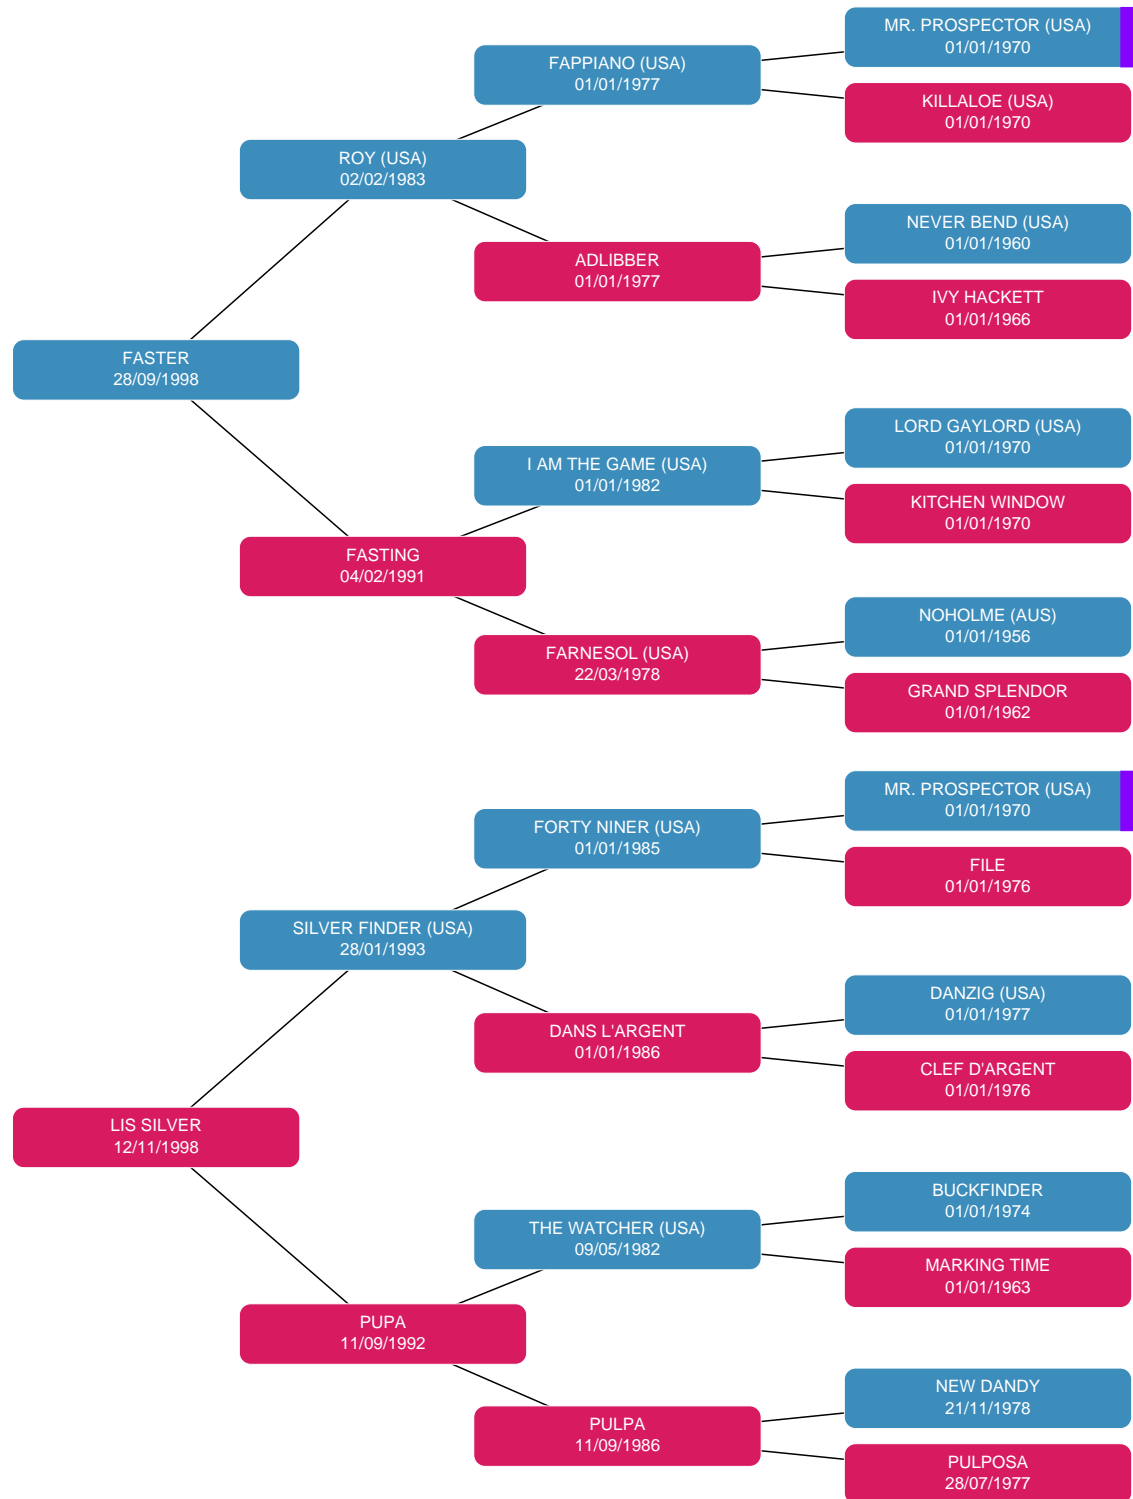 MR. PROSPECTOR (USA)
01/01/1970
FAPPIANO (USA)
01/01/1977
KILLALOE (USA)
01/01/1970
ROY (USA)
02/02/1983
NEVER BEND (USA)
01/01/1960
ADLIBBER
01/01/1977
IVY HACKETT
01/01/1966
FASTER
28/09/1998
LORD GAYLORD (USA)
01/01/1970
I AM THE GAME (USA)
01/01/1982
KITCHEN WINDOW
01/01/1970
FASTING
04/02/1991
NOHOLME (AUS)
01/01/1956
FARNESOL (USA)
22/03/1978
GRAND SPLENDOR
01/01/1962
MR. PROSPECTOR (USA)
01/01/1970
FORTY NINER (USA)
01/01/1985
FILE
01/01/1976
SILVER FINDER (USA)
28/01/1993
DANZIG (USA)
01/01/1977
DANS L'ARGENT
01/01/1986
CLEF D'ARGENT
01/01/1976
LIS SILVER
12/11/1998
BUCKFINDER
01/01/1974
THE WATCHER (USA)
09/05/1982
MARKING TIME
01/01/1963
PUPA
11/09/1992
NEW DANDY
21/11/1978
PULPA
11/09/1986
PULPOSA
28/07/1977